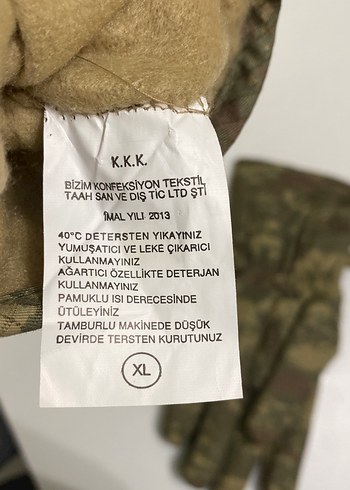 K.K.K.
BİZİM KONFEKSİYON TEKSTİL
TAAH SAN VE DIŞ TİC LTD ŞTİ
İMAL YILI 2013
40°C DETERSTEN YIKAYINIZ
YUMUŞATICI VE LEKE ÇIKARICI
KULLANMAYINIZ
AĞARTICI ÖZELLİKTE DETERJAN
KULLANMAYINIZ
PAMUKLU ISI DERECESİNDE
ÜTÜLEYİNİZ
TAMBURLU MAKİNEDE DÜŞÜK
DEVİRDE TERSTEN KURUTUNUZ
XL